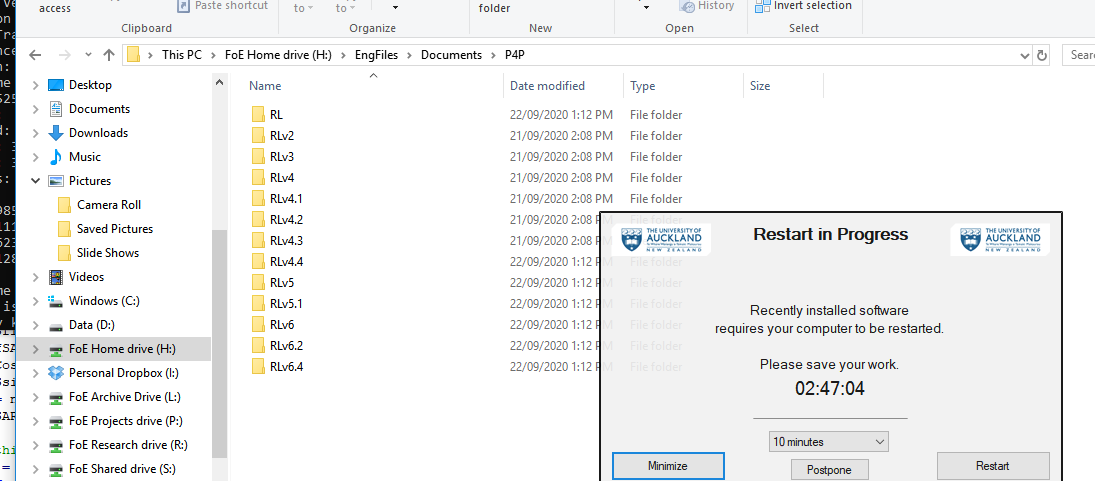 access
Paste shortcut
to
to
folder
History
Invert selection
Clipboard
Organize
New
Open
Select
This PC > FoE Home drive (H:) > EngFiles > Documents > P4P
Sear
Desktop
Documents
Downloads
Music
Pictures
Camera Roll
Saved Pictures
Slide Shows
Videos
Windows (C:)
Data (D:)
FoE Home drive (H:)
Personal Dropbox (I:)
FoE Archive Drive (L:)
FoE Projects drive (P:)
FoE Research drive (R:)
FoE Shared drive (S:)
Name Date modified Type Size
RL 22/09/2020 1:12 PM File folder
RLv2 21/09/2020 2:08 PM File folder
RLv3 21/09/2020 2:08 PM File folder
RLv4 21/09/2020 2:08 PM File folder
RLv4.1 21/09/2020 2:08 PM File folder
RLv4.2 21/09/2020 2:08 P File folder
RLv4.3 21/09/2020 2:08 P File folder
RLv4.4 22/09/2020 1:12 P File folder
RLv5 22/09/2020 1:12 P File folder
RLv5.1 22/09/2020 1:12 P File folder
RLv6 22/09/2020 1:12 P File folder
RLv6.2 22/09/2020 1:12 P File folder
RLv6.4 22/09/2020 1:12 P File folder
THE UNIVERSITY OF
AUCKLAND
NEW ZEALAND
Restart in Progress
THE UNIVERSITY OF
AUCKLAND
NEW ZEALAND
Recently installed software
requires your computer to be restarted.
Please save your work.
02:47:04
10 minutes
Minimize
Postpone
Restart